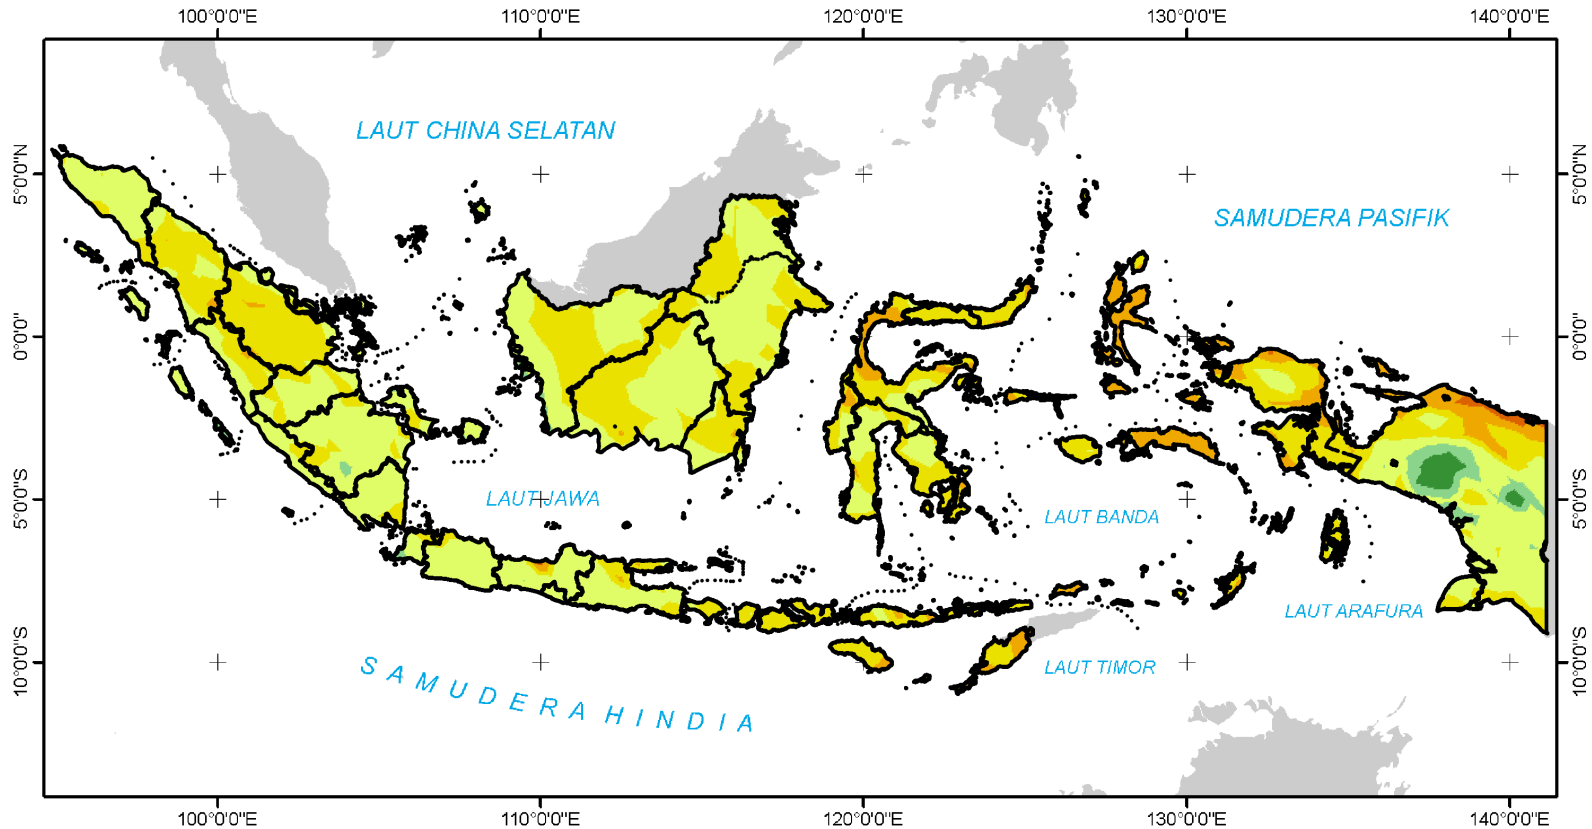 100°0'0"E 110°0'0"E 120°0'0"E 130°0'0"E 140°0'0"E
LAUT CHINA SELATAN
5°0'0"N 5°0'0"N
SAMUDERA PASIFIK
0°0'0" 0°0'0"
LAUT JAWA
5°0'0"S 5°0'0"S
LAUT BANDA
LAUT ARAFURA
10°0'0"S 10°0'0"S
LAUT TIMOR
SAMUDERA HINDIA
100°0'0"E 110°0'0"E 120°0'0"E 130°0'0"E 140°0'0"E